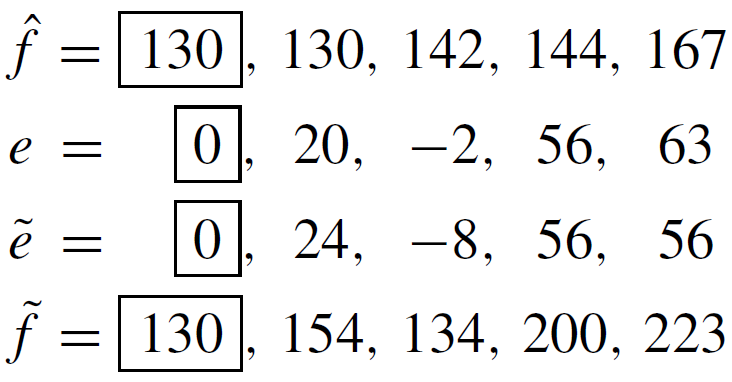 f̂ = 130, 130, 142, 144, 167
e = 0, 20, −2, 56, 63
ẽ = 0, 24, −8, 56, 56
f̃ = 130, 154, 134, 200, 223